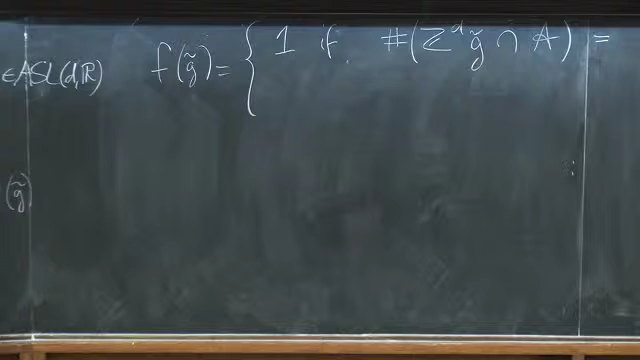 ∈ASL(d,ℝ) f(g̃) = { 1 if #(ℤᵈg̃ ∩ A) =
(g̃)